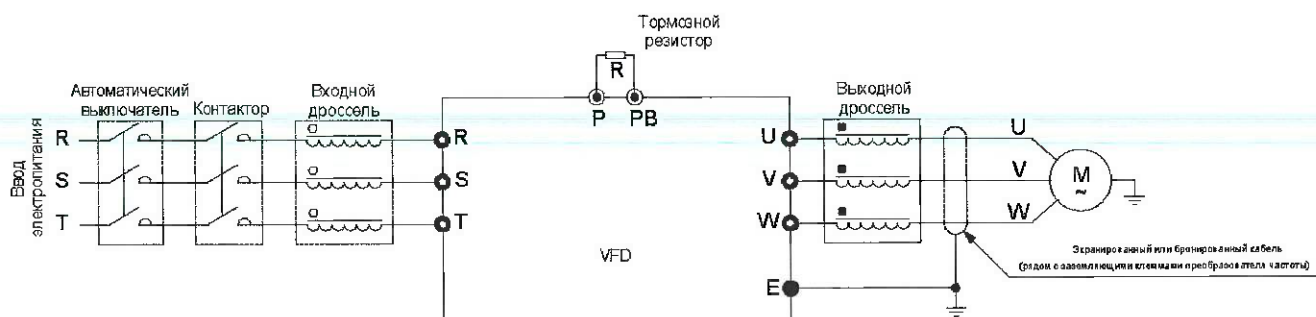 Тормозной
резистор
R
P PB
Автоматический
выключатель
Контактор
Входной
дроссель
Выходной
дроссель
Ввод
электропитания
R
S
T
R
S
T
VFD
U
V
W
E
U
V
W
M
~
Экранированный или бронированный кабель
(рядом с заземляющими клеммами преобразователя частоты)